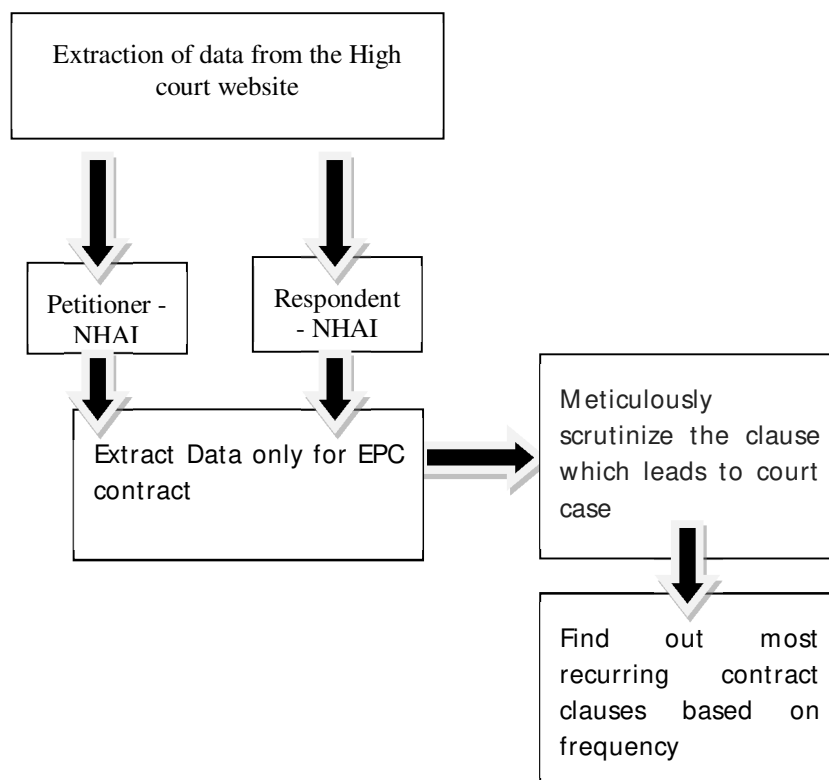 Extraction of data from the High
court website
Petitioner -
NHAI
Respondent
- NHAI
Extract Data only for EPC
contract
Meticulously
scrutinize the clause
which leads to court
case
Find out most
recurring contract
clauses based on
frequency